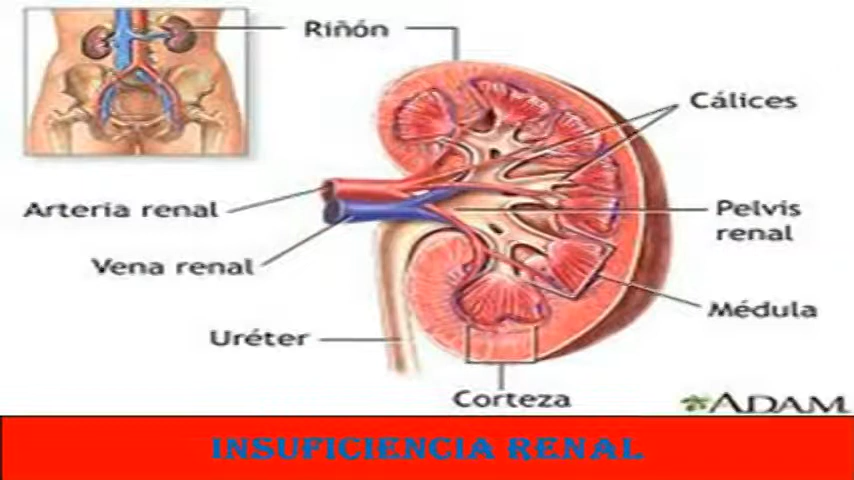 Riñón
Cálices
Arteria renal
Pelvis
renal
Vena renal
Médula
Uréter
Corteza
ADAM
INSUFICIENCIA RENAL